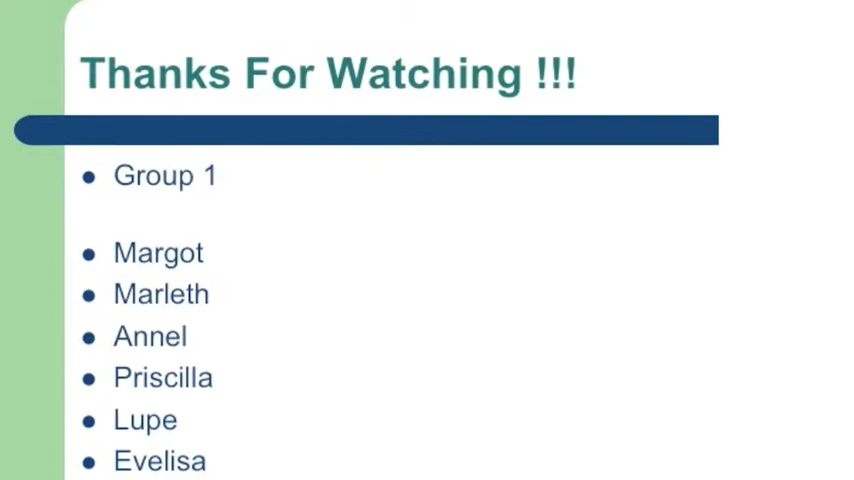 Thanks For Watching !!!
Group 1
Margot
Marleth
Annel
Priscilla
Lupe
Evelisa